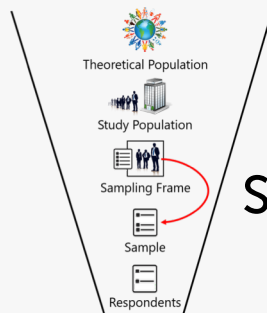 Theoretical Population
Study Population
Sampling Frame
S
Sample
Respondents